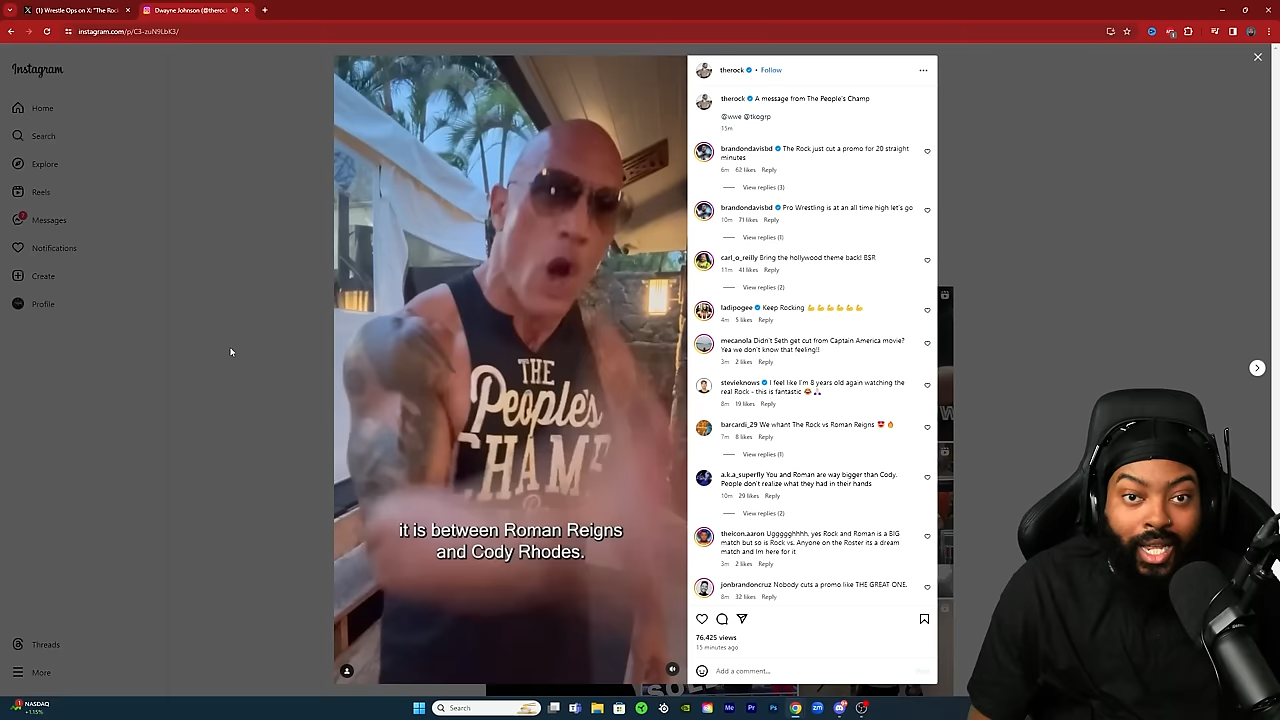 (1) Wrestle Ops on X: "The Roc
Dwayne Johnson (@theroc
instagram.com/p/C3-zuN9LbK3/
Instagram
Home
Search
Explore
Reels
Messages
Notifications
Create
Profile
Threads
More
THE
People's
CHAMP
it is between Roman Reigns
and Cody Rhodes.
therock • Follow
therock A message from The People's Champ
@wwe @tkogrp
15m
brandondavisbd The Rock just cut a promo for 20 straight
minutes
6m 62 likes Reply
View replies (3)
brandondavisbd Pro Wrestling is at an all time high let's go
10m 71 likes Reply
View replies (1)
carl_o_reilly Bring the hollywood theme back! BSR
11m 41 likes Reply
View replies (2)
ladipogee Keep Rocking 💪💪💪💪💪💪
4m 5 likes Reply
mecanola Didn't Seth get cut from Captain America movie?
Yea we don't know that feeling!!
3m 2 likes Reply
stevieknows I feel like I'm 8 years old again watching the
real Rock - this is fantastic
8m 19 likes Reply
barcardi_29 We whant The Rock vs Roman Reigns
7m 8 likes Reply
View replies (1)
a.k.a_superfly You and Roman are way bigger than Cody.
People don't realize what they had in their hands
10m 29 likes Reply
View replies (2)
theicon.aaron Uggggghhhh, yes Rock and Roman is a BIG
match but so is Rock vs. Anyone on the Roster its a dream
match and Im here for it
3m 2 likes Reply
jonbrandoncruz Nobody cuts a promo like THE GREAT ONE.
8m 32 likes Reply
76,425 views
15 minutes ago
Add a comment...
NASDAQ
+1.15%
Search